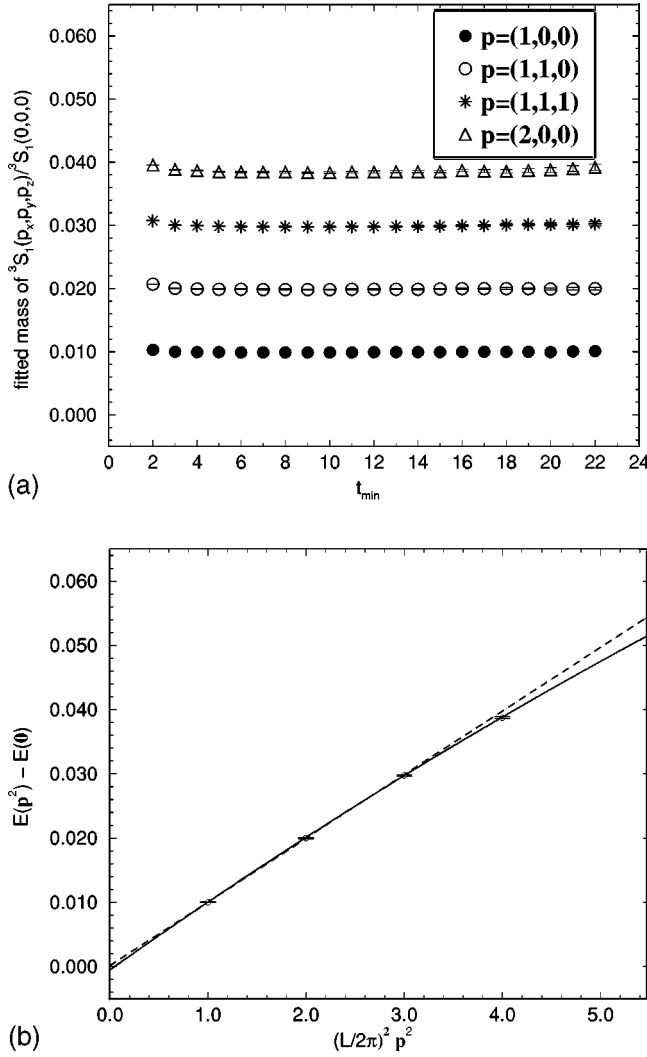 0.060
0.050
0.040
0.030
0.020
0.010
0.000
fitted mass of ³S₁(pₓ,p_y,p_z)/³S₁(0,0,0)
p=(1,0,0)
p=(1,1,0)
p=(1,1,1)
p=(2,0,0)
0 2 4 6 8 10 12 14 16 18 20 22 24
t_min
(a)
0.060
0.050
0.040
0.030
0.020
0.010
0.000
E(p²) − E(0)
0.0 1.0 2.0 3.0 4.0 5.0
(L/2π)² p²
(b)